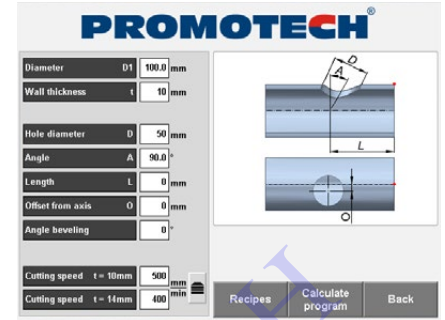 PROMOTECH®
Diameter D1 100.0 mm
Wall thickness t 10 mm
Hole diameter D 50 mm
Angle A 90.0 °
Length L 0 mm
Offset from axis O 0 mm
Angle beveling 0 °
Cutting speed t = 10mm 500
mm
min
Cutting speed t = 14mm 400
D
A
L
O
Recipes
Calculate
program
Back
H